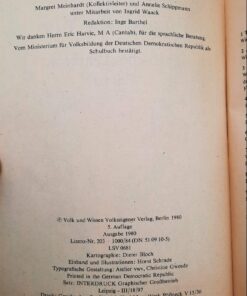 Margret Meinhardt (Kollektivleiter) und Annelie Schippmann
unter Mitarbeit von Ingrid Waack
Redaktion: Inge Barthel
Wir danken Herrn Eric Harvie, M A (Cantab), für die sprachliche Beratung.
Vom Ministerium für Volksbildung der Deutschen Demokratischen Republik als
Schulbuch bestätigt.
© Volk und Wissen Volkseigener Verlag, Berlin, 1980
5. Auflage
Ausgabe 1980
Lizenz-Nr. 203 · 1000/84 (DN 51 09 10-5)
LSV 0681
Kartographie: Dieter Bloch
Einband und Illustrationen: Horst Schrade
Typografische Gestaltung: Atelier vwv, Christine
Printed in the German Democratic Republic
Satz: INTERDRUCK Graphischer Großbetrieb
Leipzig – III/18/97